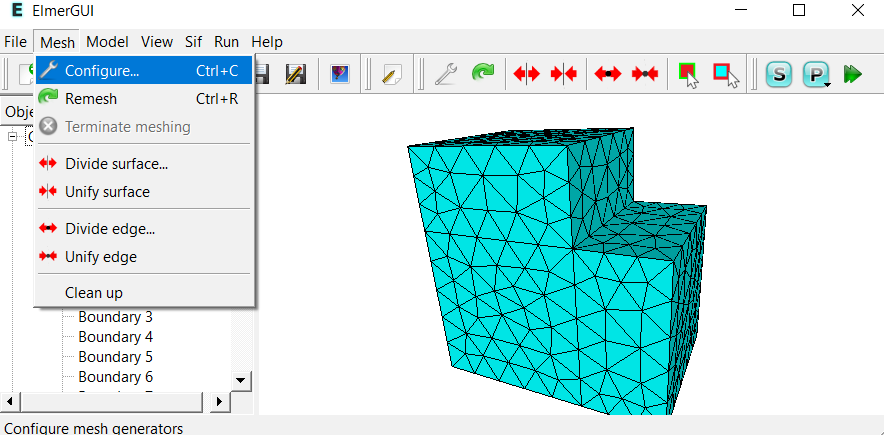 E ElmerGUI
File Mesh Model View Sif Run Help
Configure... Ctrl+C
S P
Remesh Ctrl+R
Obje
Terminate meshing
Divide surface...
Unify surface
Divide edge...
Unify edge
Clean up
Boundary 3
Boundary 4
Boundary 5
Boundary 6
Configure mesh generators